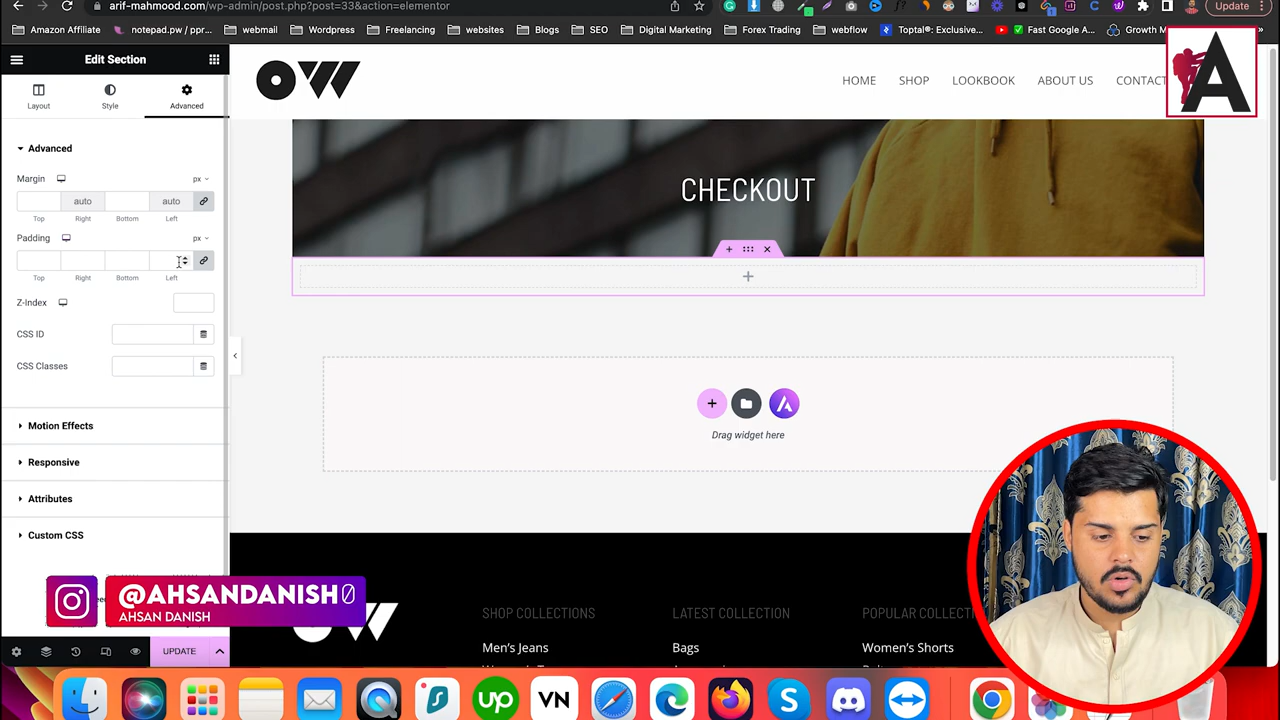 arif-mahmood.com/wp-admin/post.php?post=33&action=elementor
Update
Amazon Affiliate
notepad.pw / ppr...
webmail
Wordpress
Freelancing
websites
Blogs
SEO
Digital Marketing
Forex Trading
webflow
Toptal®: Exclusive...
Fast Google A...
Growth M
»
Edit Section
Layout
Style
Advanced
OW
HOME
SHOP
LOOKBOOK
ABOUT US
CONTACT
A
Advanced
Margin
px
auto
auto
Top
Right
Bottom
Left
Padding
px
Top
Right
Bottom
Left
Z-Index
CSS ID
CSS Classes
Motion Effects
Responsive
Attributes
Custom CSS
CHECKOUT
Drag widget here
@AHSANDANISH0
AHSAN DANISH
UPDATE
SHOP COLLECTIONS
LATEST COLLECTION
POPULAR COLLECT
Men's Jeans
Bags
Women's Shorts
up
VN
S